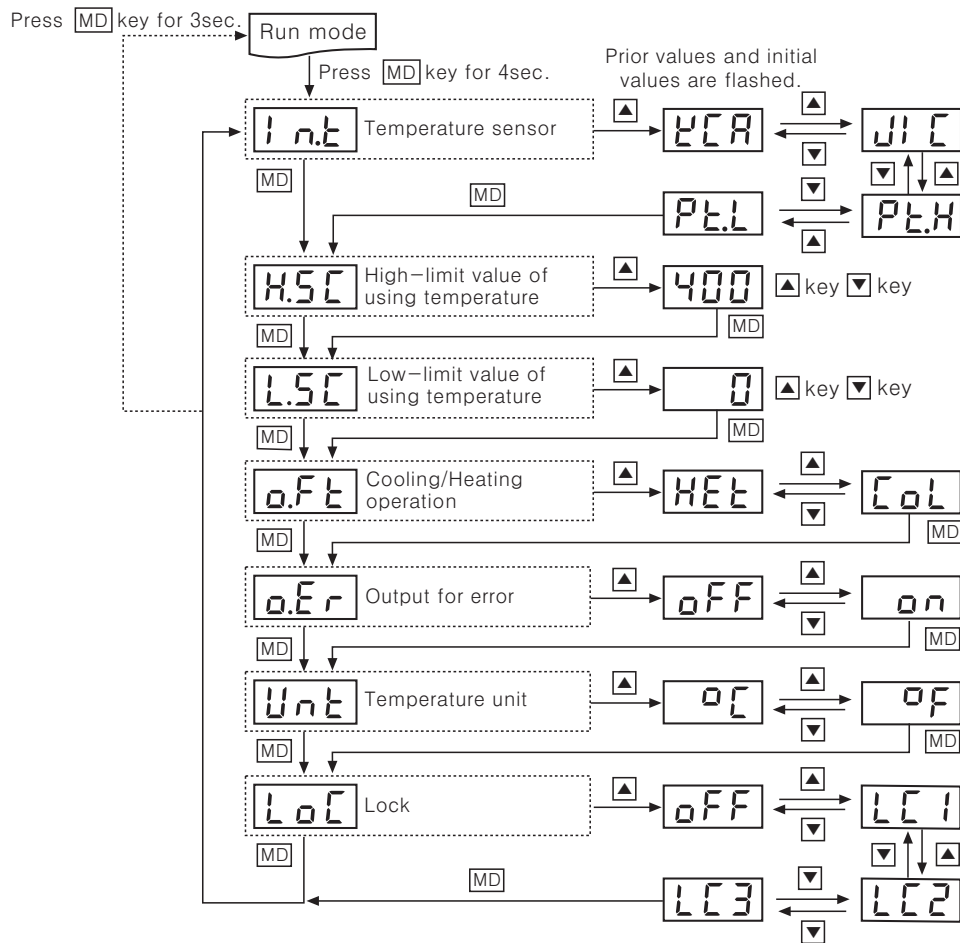 Press MD key for 3sec.
Run mode
Press MD key for 4sec.
Prior values and initial
values are flashed.
In.t Temperature sensor ▲ KCA ▲ ▼ JIC
MD
MD
Pt.L ▼ ▲ Pt.H ▼ ▲
H.SC High-limit value of
using temperature ▲ 400 ▲ key ▼ key
MD
MD
L.SC Low-limit value of
using temperature ▲ 0 ▲ key ▼ key
MD
MD
o.Ft Cooling/Heating
operation ▲ HEt ▲ ▼ CoL
MD
MD
o.Er Output for error ▲ oFF ▲ ▼ on
MD
MD
Unt Temperature unit ▲ °C ▲ ▼ °F
MD
MD
LoC Lock ▲ oFF ▲ ▼ LC1
MD
▼ ▲
MD
LC3 ▼ ▼ LC2